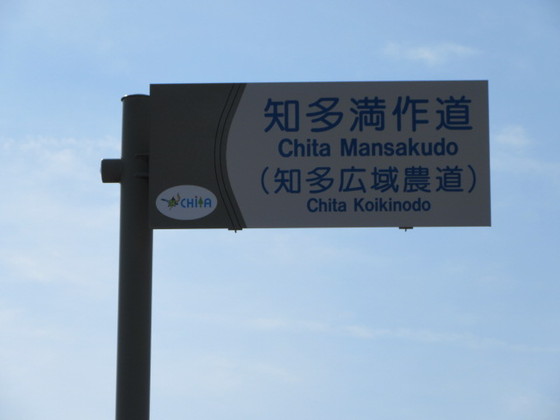 知多満作道
Chita Mansakudo
（知多広域農道）
Chita Koikinodo
CHITA